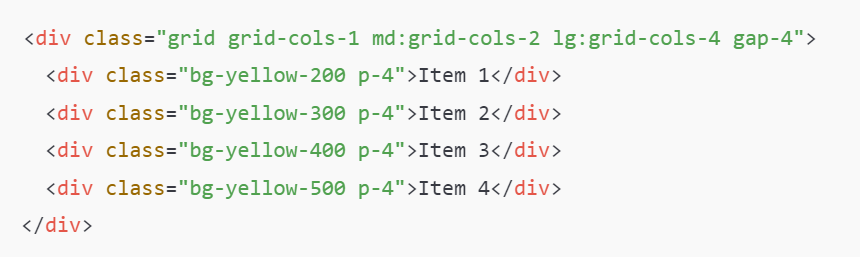 <div class="grid grid-cols-1 md:grid-cols-2 lg:grid-cols-4 gap-4">
  <div class="bg-yellow-200 p-4">Item 1</div>
  <div class="bg-yellow-300 p-4">Item 2</div>
  <div class="bg-yellow-400 p-4">Item 3</div>
  <div class="bg-yellow-500 p-4">Item 4</div>
</div>